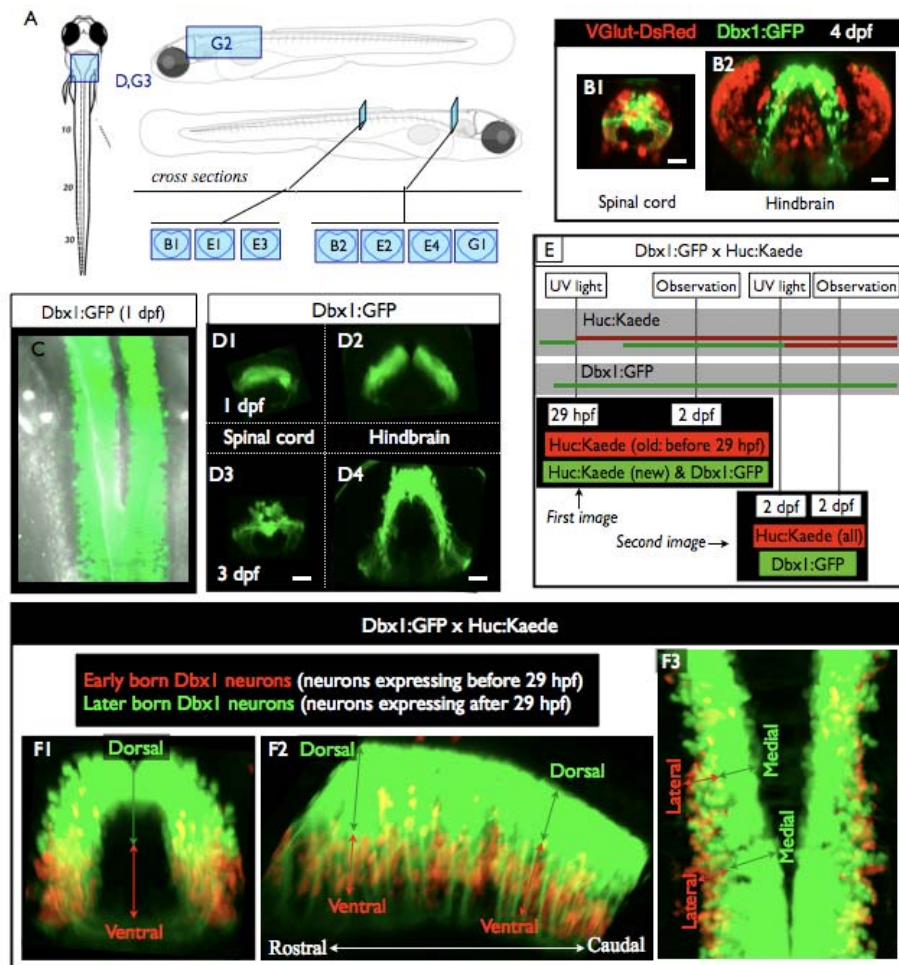 A
G2
D,G3
10
20
30
cross sections
B1 E1 E3
B2 E2 E4 G1
VGlut-DsRed Dbx1:GFP 4 dpf
B1
B2
Spinal cord
Hindbrain
Dbx1:GFP (1 dpf)
C
Dbx1:GFP
D1
D2
1 dpf
Spinal cord
Hindbrain
D3
D4
3 dpf
E
Dbx1:GFP x Huc:Kaede
UV light Observation UV light Observation
Huc:Kaede
Dbx1:GFP
29 hpf 2 dpf
Huc:Kaede (old: before 29 hpf)
Huc:Kaede (new) & Dbx1:GFP
First image
2 dpf 2 dpf
Second image
Huc:Kaede (all)
Dbx1:GFP
Dbx1:GFP x Huc:Kaede
Early born Dbx1 neurons (neurons expressing before 29 hpf)
Later born Dbx1 neurons (neurons expressing after 29 hpf)
F1
Dorsal
Ventral
F2
Dorsal
Dorsal
Ventral
Ventral
Rostral
Caudal
F3
Lateral
Medial
Lateral
Medial